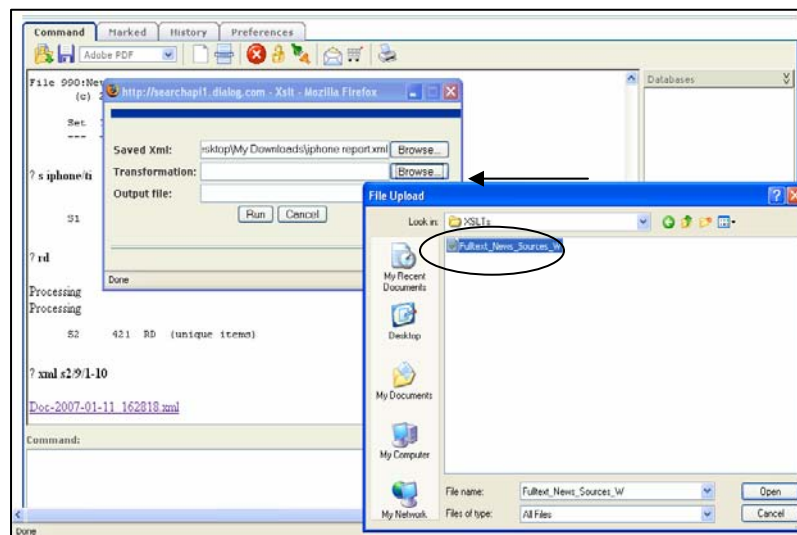 Command Marked History Preferences
Adobe PDF
File 990:Ne
(c) 2
Set
--- -
? s iphone/ti
S1
? rd
Processing
Processing
S2 421 RD (unique items)
? xml s2/9/1-10
Doc-2007-01-11_162818.xml
Command:
Done
Databases
http://searchapi1.dialog.com - Xslt - Mozilla Firefox
Saved Xml: esktop\My Downloads\iphone report.xml Browse...
Transformation: Browse...
Output file:
Run Cancel
Done
File Upload
Look in: XSLTs
Fulltext_News_Sources_W
My Recent
Documents
Desktop
My Documents
My Computer
My Network
File name: Fulltext_News_Sources_W Open
Files of type: All Files Cancel